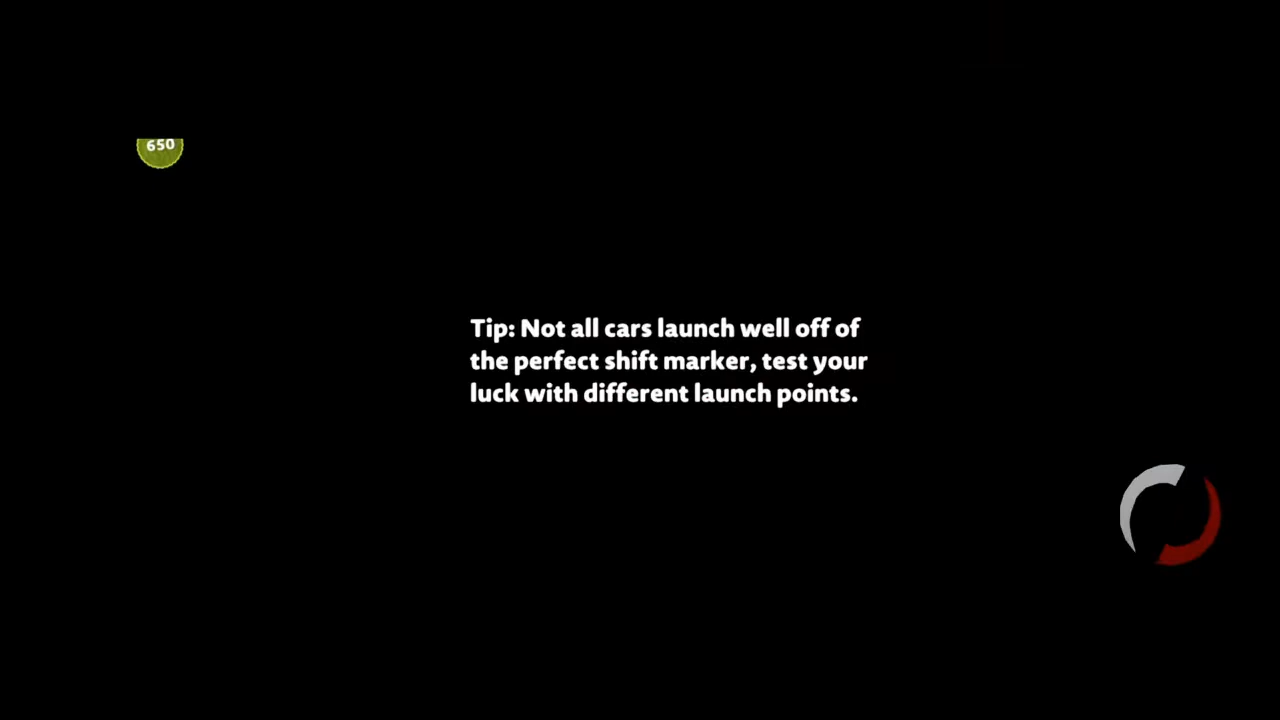 650
Tip: Not all cars launch well off of
the perfect shift marker, test your
luck with different launch points.